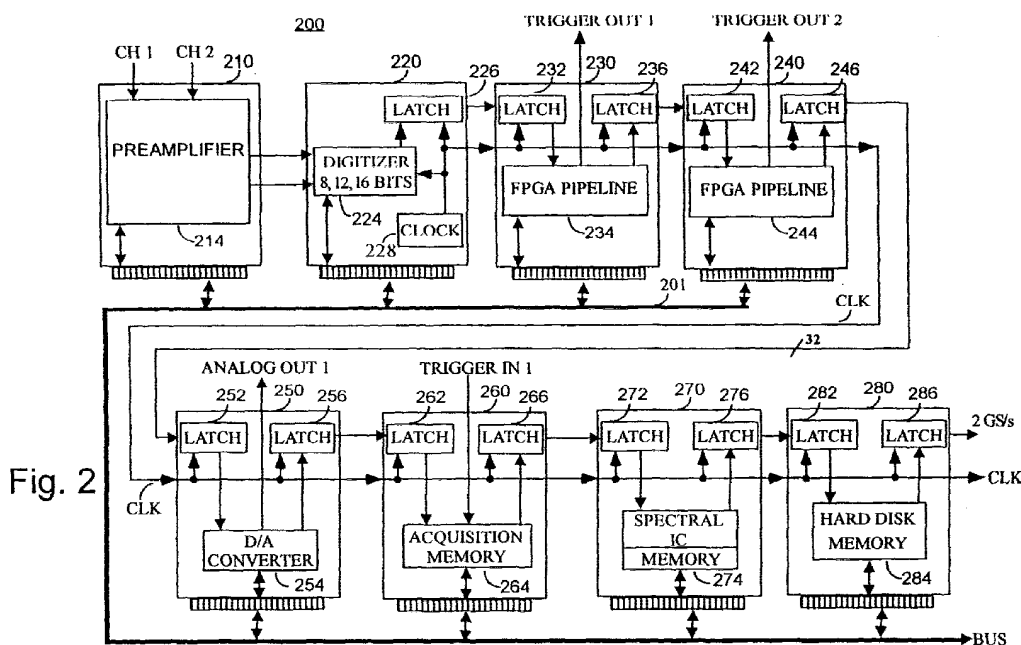 200
TRIGGER OUT 1
TRIGGER OUT 2
CH 1
CH 2
210
220
226
232
230
236
242
240
246
LATCH
LATCH
LATCH
LATCH
LATCH
PREAMPLIFIER
DIGITIZER
8, 12, 16 BITS
FPGA PIPELINE
FPGA PIPELINE
214
224
CLOCK
228
234
244
201
CLK
32
ANALOG OUT 1
TRIGGER IN 1
252
250
256
262
260
266
272
270
276
282
280
286
LATCH
LATCH
LATCH
LATCH
LATCH
LATCH
LATCH
LATCH
2 GS/s
Fig. 2
CLK
CLK
D/A
CONVERTER
ACQUISITION
MEMORY
SPECTRAL
IC
MEMORY
HARD DISK
MEMORY
254
264
274
284
BUS